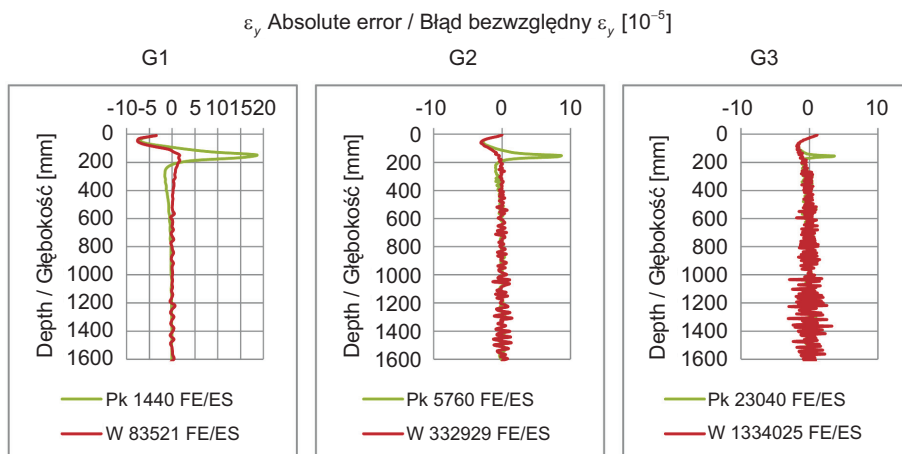 εy Absolute error / Błąd bezwzględny εy [10⁻⁵]
G1 G2 G3
-10 -5 0 5 10 15 20
-10 0 10
-10 0 10
Depth / Głębokość [mm]
0
200
400
600
800
1000
1200
1400
1600
Pk 1440 FE/ES
W 83521 FE/ES
Depth / Głębokość [mm]
0
200
400
600
800
1000
1200
1400
1600
Pk 5760 FE/ES
W 332929 FE/ES
Depth / Głębokość [mm]
0
200
400
600
800
1000
1200
1400
1600
Pk 23040 FE/ES
W 1334025 FE/ES